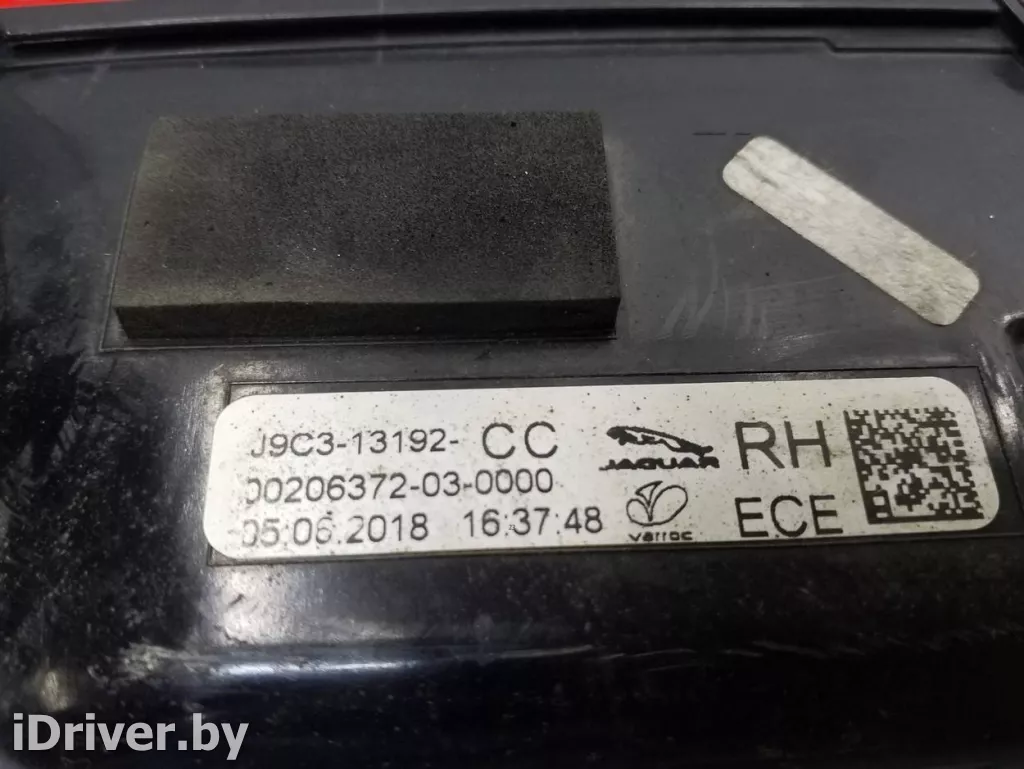 J9C3-13192- CC JAGUAR RH
00206372-03-0000
05.06.2018 16:37:48 varroc ECE
iDriver.by